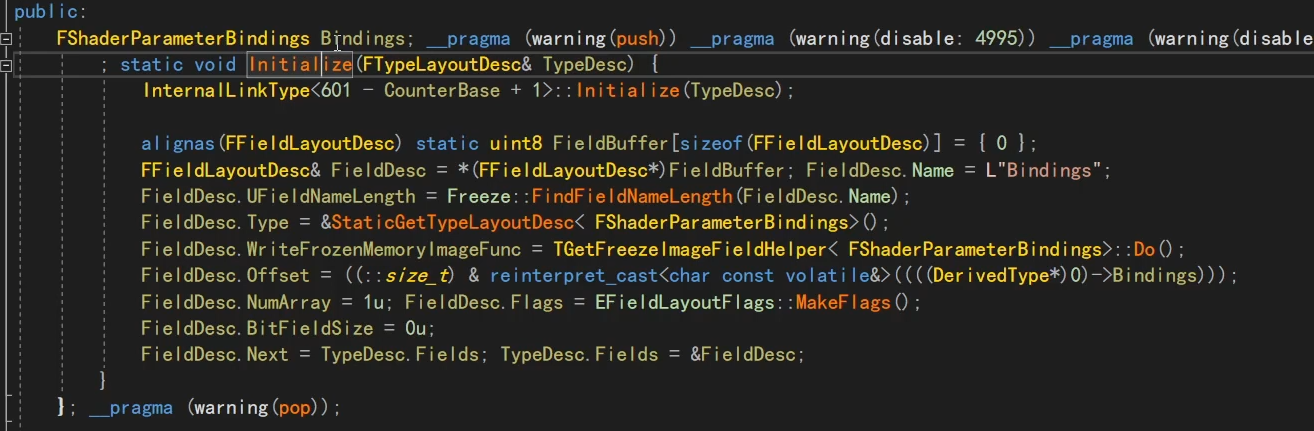 public:
FShaderParameterBindings Bindings; __pragma (warning(push)) __pragma (warning(disable: 4995)) __pragma (warning(disable
; static void Initialize(FTypeLayoutDesc& TypeDesc) {
InternalLinkType<601 - CounterBase + 1>::Initialize(TypeDesc);
alignas(FFieldLayoutDesc) static uint8 FieldBuffer[sizeof(FFieldLayoutDesc)] = { 0 };
FFieldLayoutDesc& FieldDesc = *(FFieldLayoutDesc*)FieldBuffer; FieldDesc.Name = L"Bindings";
FieldDesc.UFieldNameLength = Freeze::FindFieldNameLength(FieldDesc.Name);
FieldDesc.Type = &StaticGetTypeLayoutDesc< FShaderParameterBindings>();
FieldDesc.WriteFrozenMemoryImageFunc = TGetFreezeImageFieldHelper< FShaderParameterBindings>::Do();
FieldDesc.Offset = ((::size_t) & reinterpret_cast<char const volatile&>((((DerivedType*)0)->Bindings)));
FieldDesc.NumArray = 1u; FieldDesc.Flags = EFieldLayoutFlags::MakeFlags();
FieldDesc.BitFieldSize = 0u;
FieldDesc.Next = TypeDesc.Fields; TypeDesc.Fields = &FieldDesc;
}
}; __pragma (warning(pop));